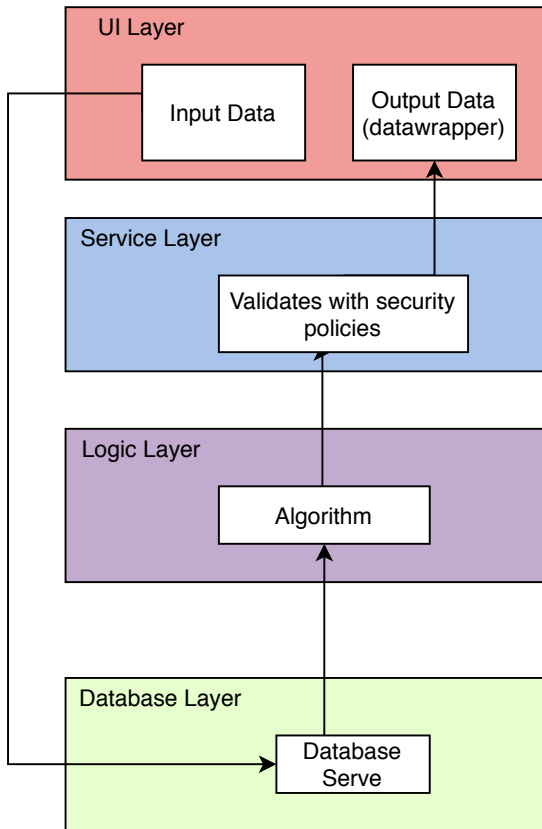 UI Layer
Input Data
Output Data
(datawrapper)
Service Layer
Validates with security
policies
Logic Layer
Algorithm
Database Layer
Database
Serve